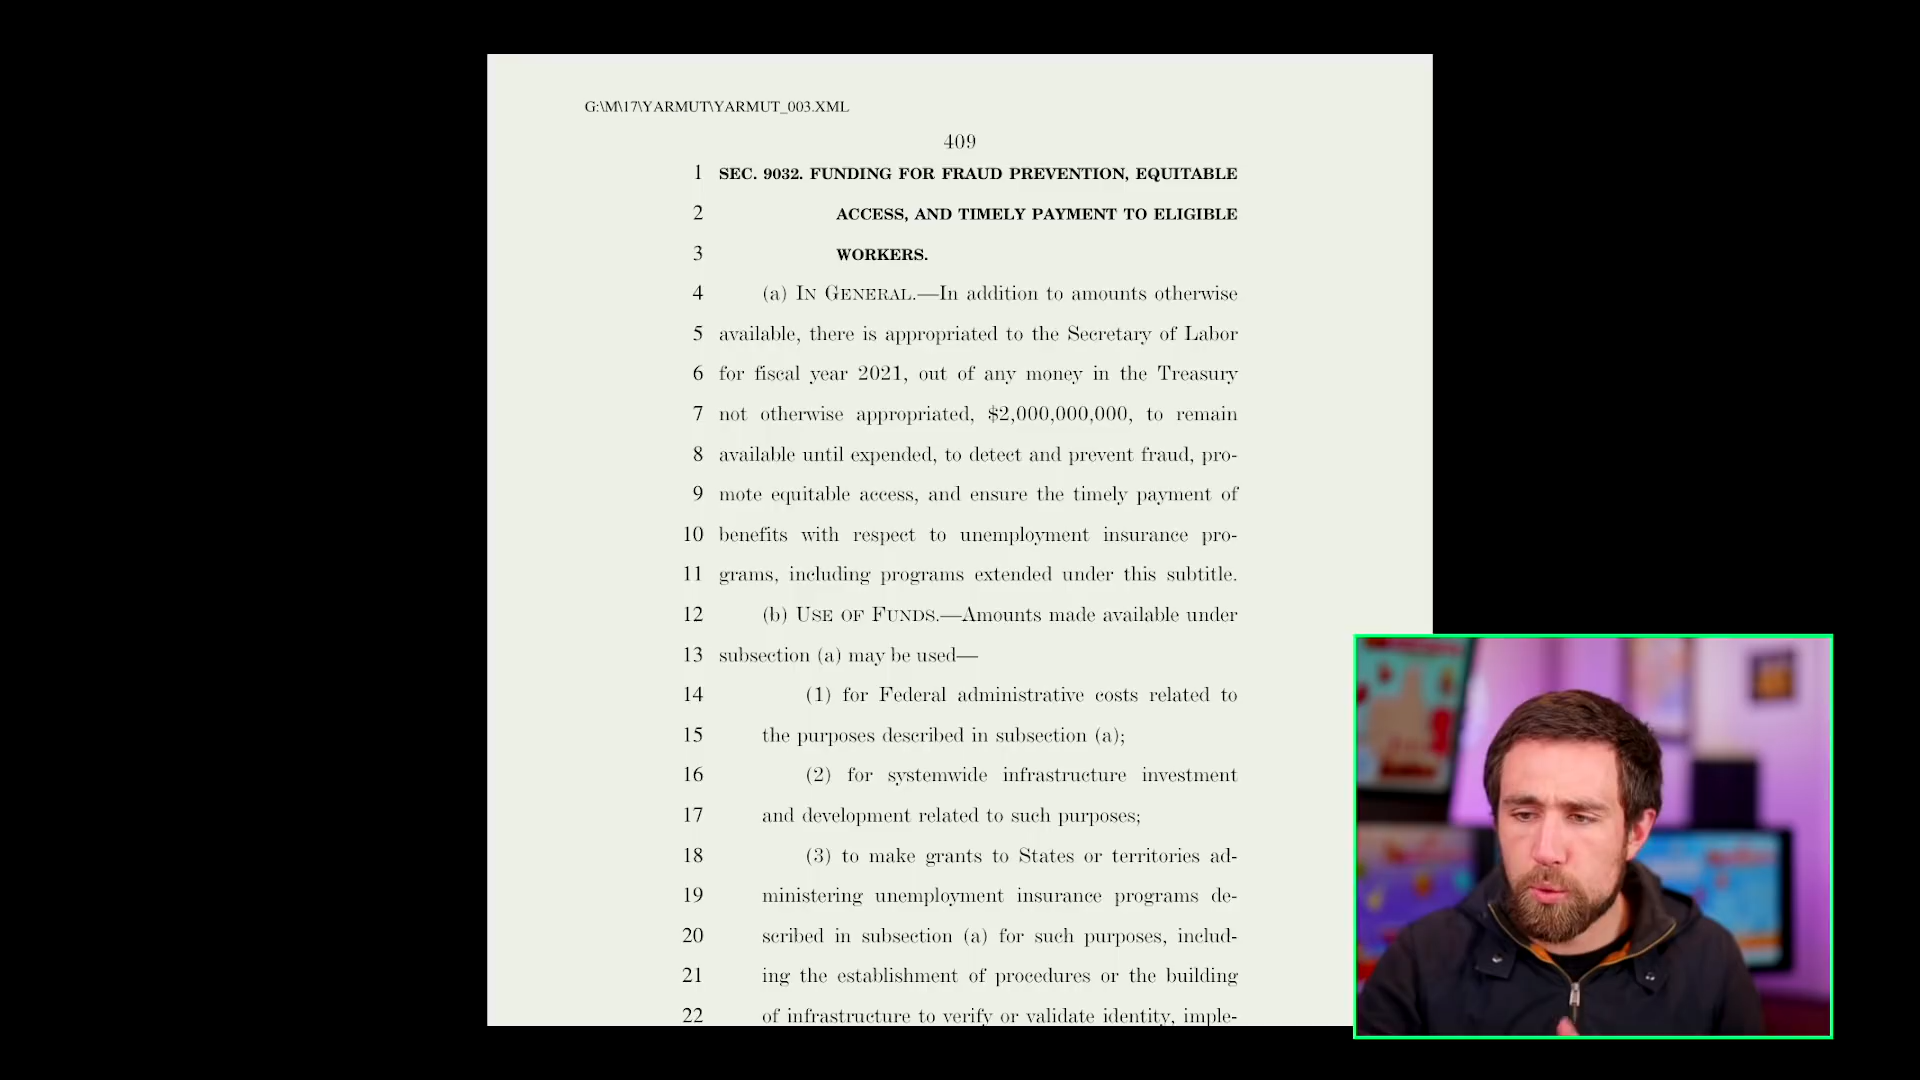 G:\M\17\YARMUT\YARMUT_003.XML
409
1 SEC. 9032. FUNDING FOR FRAUD PREVENTION, EQUITABLE
2 ACCESS, AND TIMELY PAYMENT TO ELIGIBLE
3 WORKERS.
4 (a) IN GENERAL.—In addition to amounts otherwise
5 available, there is appropriated to the Secretary of Labor
6 for fiscal year 2021, out of any money in the Treasury
7 not otherwise appropriated, $2,000,000,000, to remain
8 available until expended, to detect and prevent fraud, pro-
9 mote equitable access, and ensure the timely payment of
10 benefits with respect to unemployment insurance pro-
11 grams, including programs extended under this subtitle.
12 (b) USE OF FUNDS.—Amounts made available under
13 subsection (a) may be used—
14 (1) for Federal administrative costs related to
15 the purposes described in subsection (a);
16 (2) for systemwide infrastructure investment
17 and development related to such purposes;
18 (3) to make grants to States or territories ad-
19 ministering unemployment insurance programs de-
20 scribed in subsection (a) for such purposes, includ-
21 ing the establishment of procedures or the building
22 of infrastructure to verify or validate identity, imple-